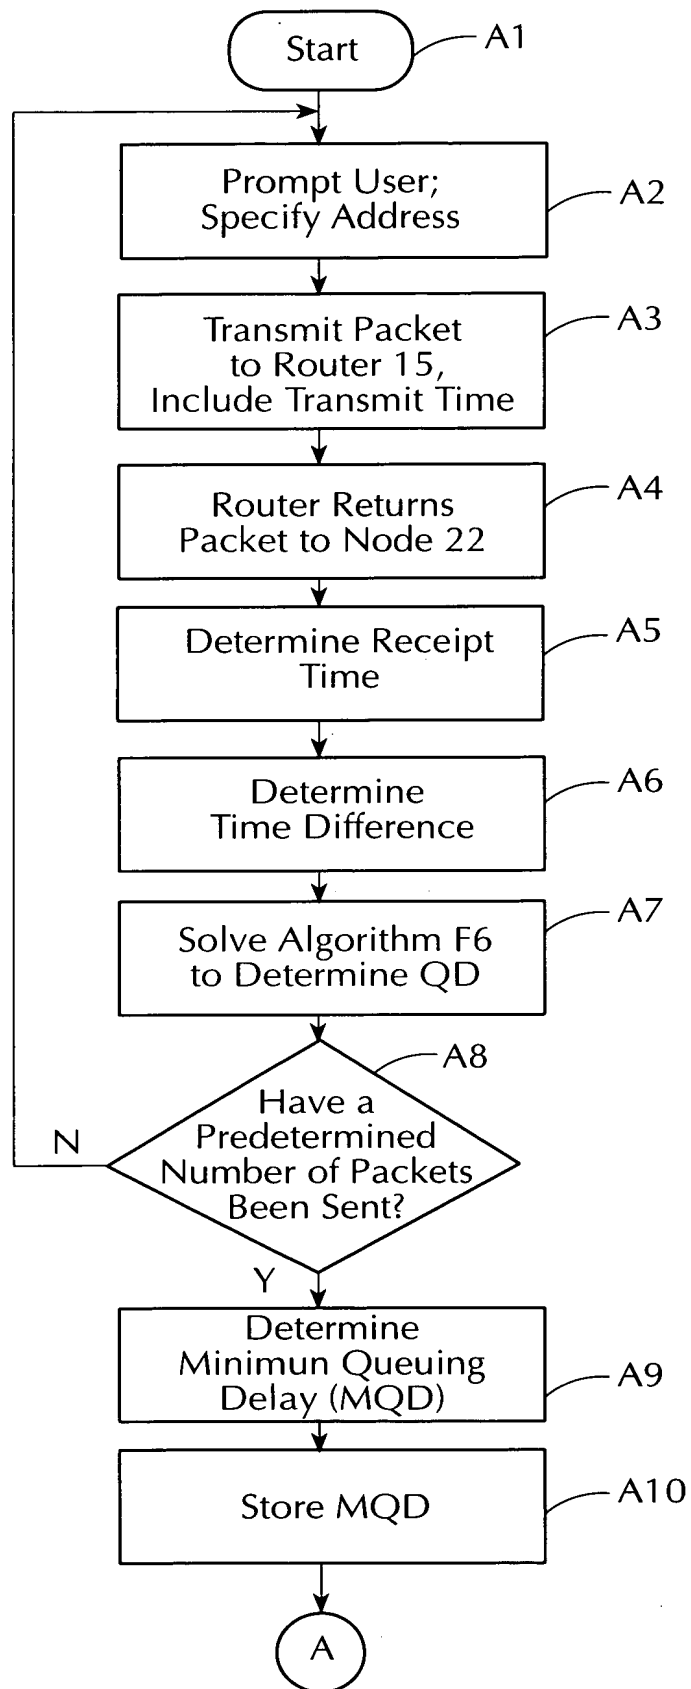 Start
A1
Prompt User;
Specify Address
A2
Transmit Packet
to Router 15,
Include Transmit Time
A3
Router Returns
Packet to Node 22
A4
Determine Receipt
Time
A5
Determine
Time Difference
A6
Solve Algorithm F6
to Determine QD
A7
Have a
Predetermined
Number of Packets
Been Sent?
A8
N
Y
Determine
Minimun Queuing
Delay (MQD)
A9
Store MQD
A10
A